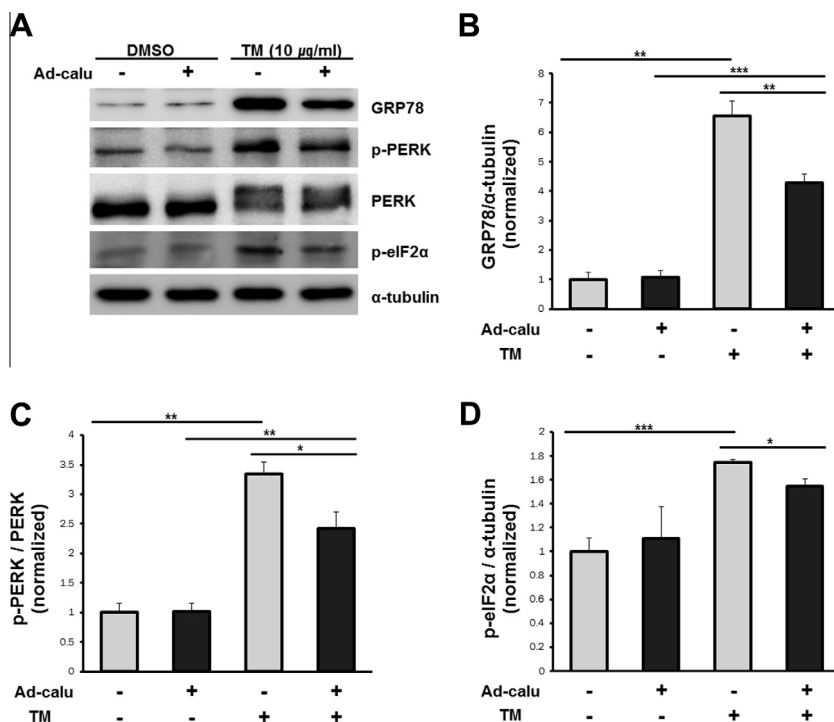 A
DMSO TM (10 µg/ml)
Ad-calu - + - +
GRP78
p-PERK
PERK
p-eIF2α
α-tubulin
B
**
***
**
GRP78/α-tubulin
(normalized)
8
7
6
5
4
3
2
1
0
Ad-calu - + - +
TM - - + +
C
**
**
*
p-PERK / PERK
(normalized)
4
3.5
3
2.5
2
1.5
1
0.5
0
Ad-calu - + - +
TM - - + +
D
***
*
p-eIF2α / α-tubulin
(normalized)
2
1.8
1.6
1.4
1.2
1
0.8
0.6
0.4
0.2
0
Ad-calu - + - +
TM - - + +